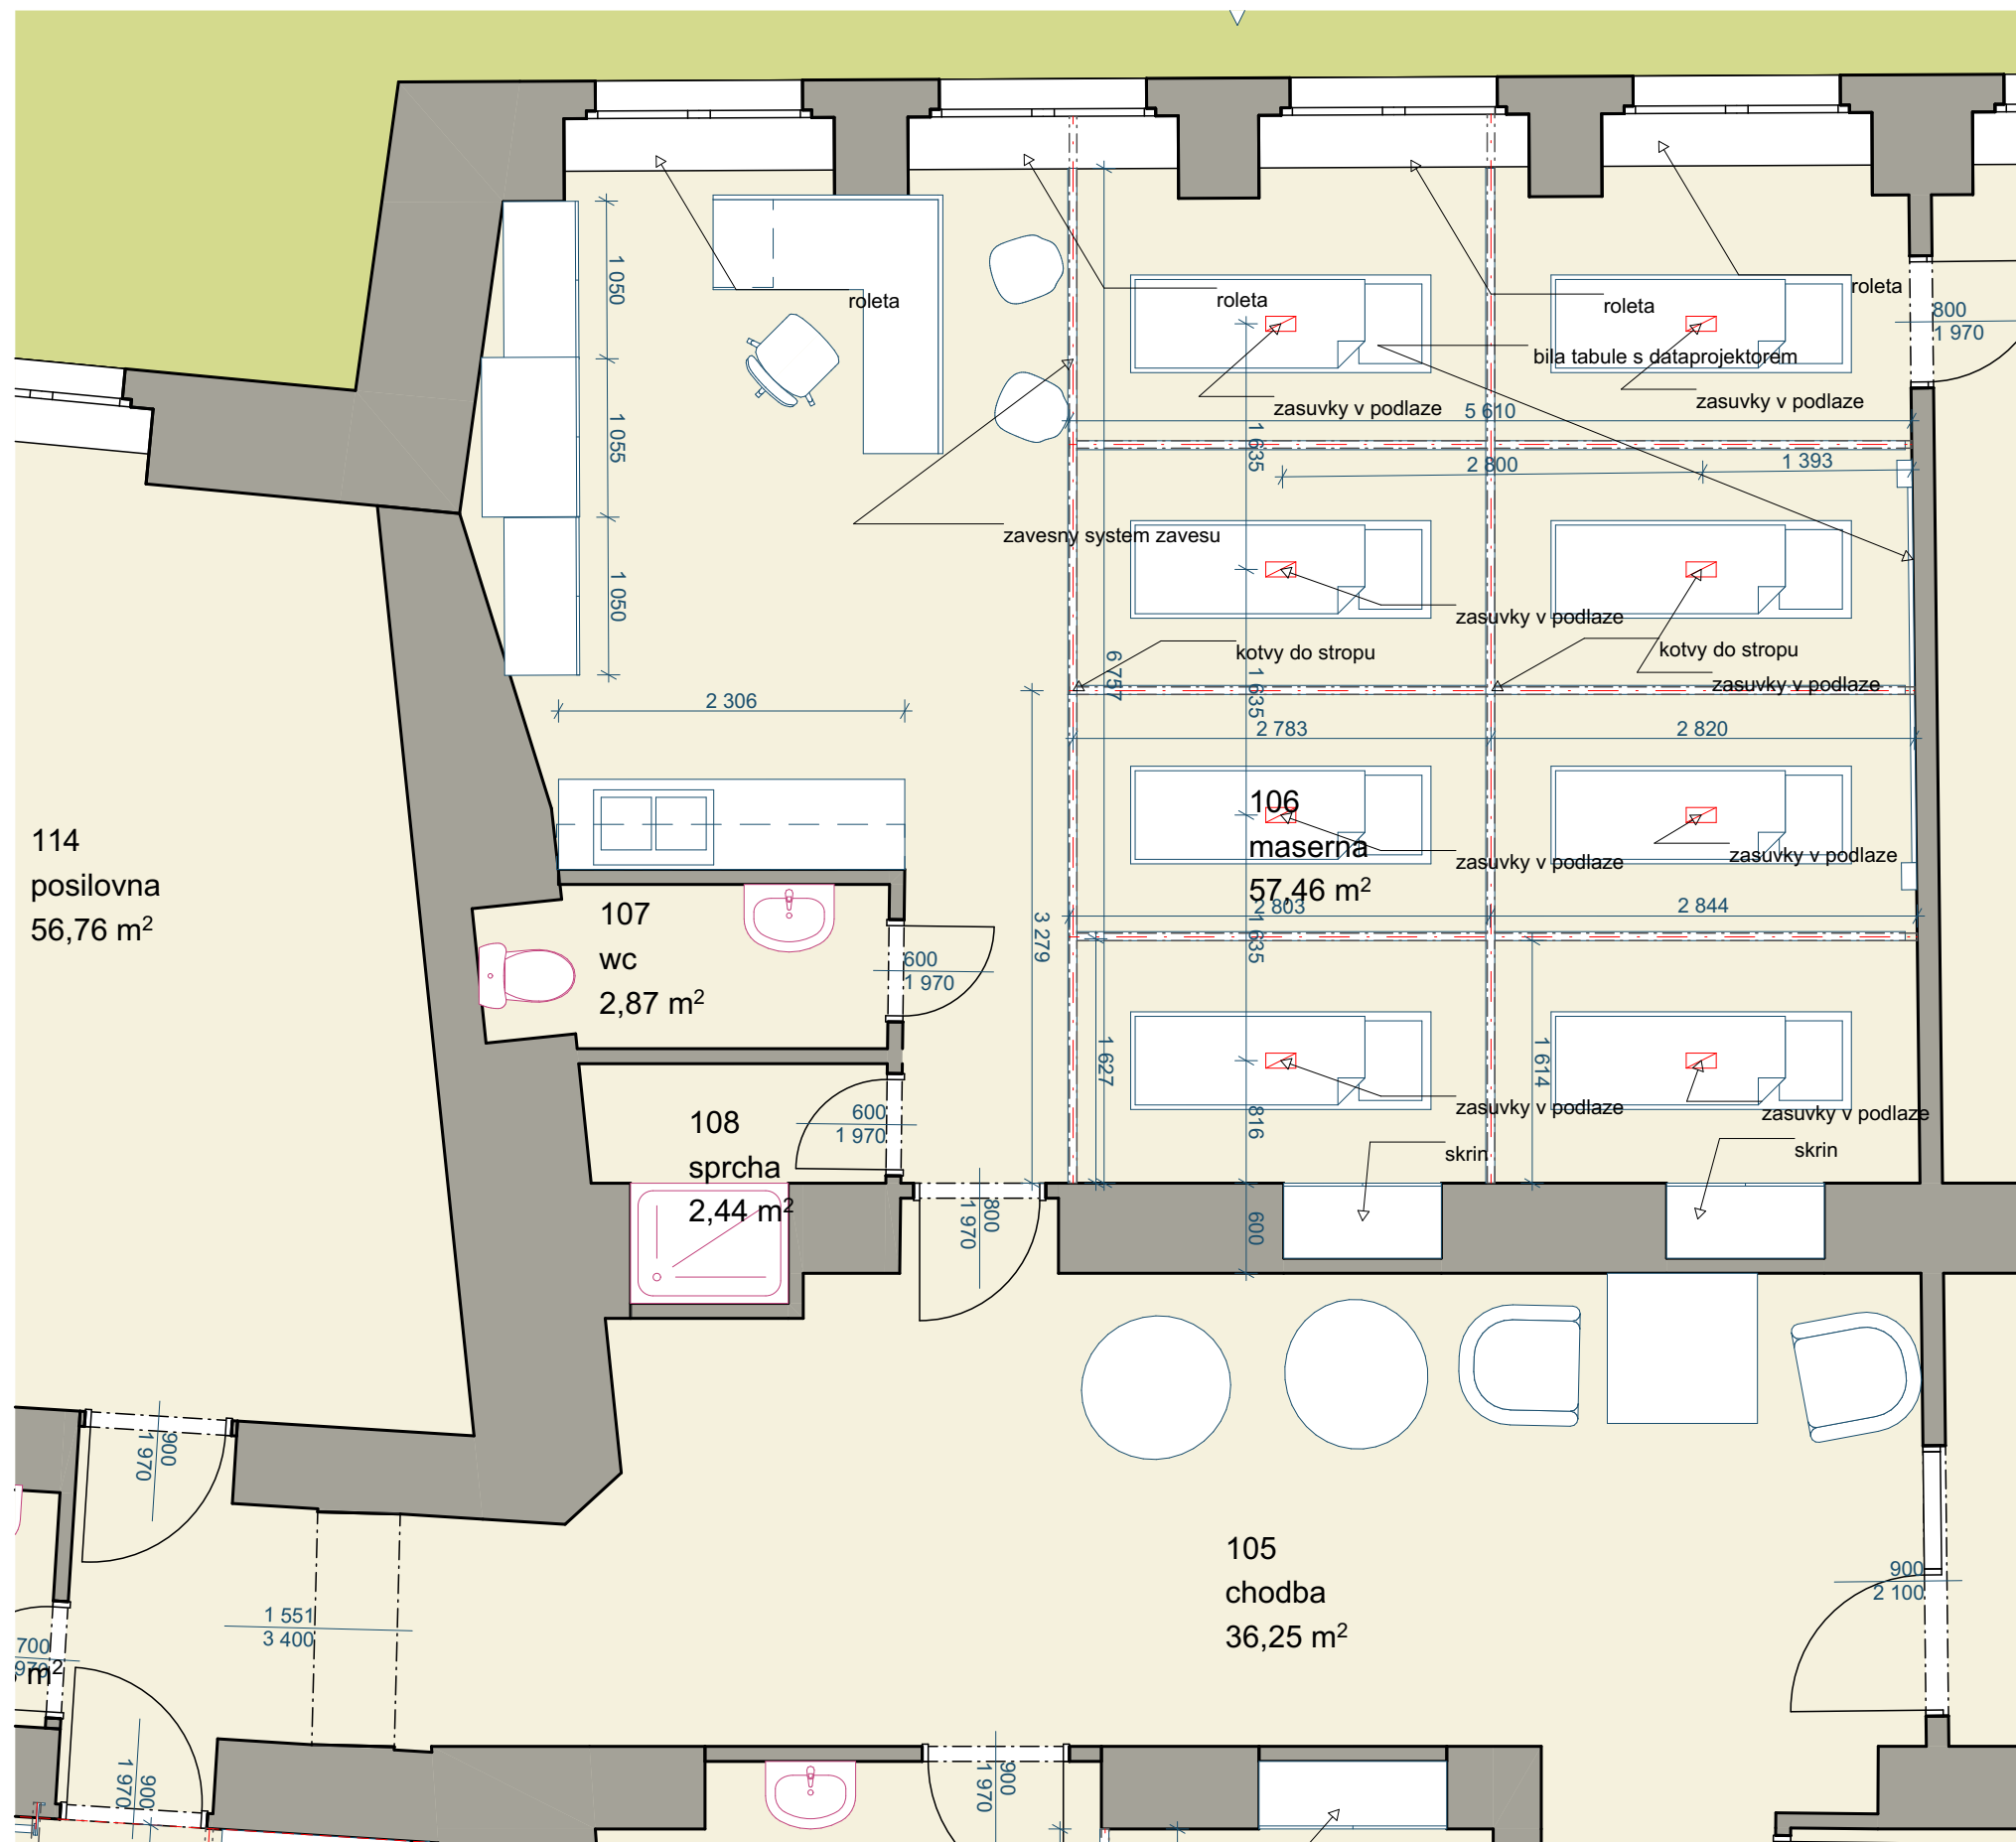 roleta
roleta
roleta
roleta
1 050
800
1 970
bila tabule s dataprojektorem
zasuvky v podlaze
zasuvky v podlaze
5 610
1 055
1 635
2 800
1 393
zavesny system zavesu
1 050
zasuvky v podlaze
kotvy do stropu
kotvy do stropu
6 757
zasuvky v podlaze
1 635
2 306
2 783
2 820
106
maserna
57,46 m²
zasuvky v podlaze
zasuvky v podlaze
114
posilovna
56,76 m²
2 803
2 844
107
wc
2,87 m²
3 279
1 635
600
1 970
1 627
1 614
zasuvky v podlaze
zasuvky v podlaze
108
sprcha
2,44 m²
600
1 970
816
skrin
skrin
800
1 970
600
900
1 970
105
chodba
36,25 m²
900
2 100
1 551
3 400
700
970
m²
900
1 970
900
1 970